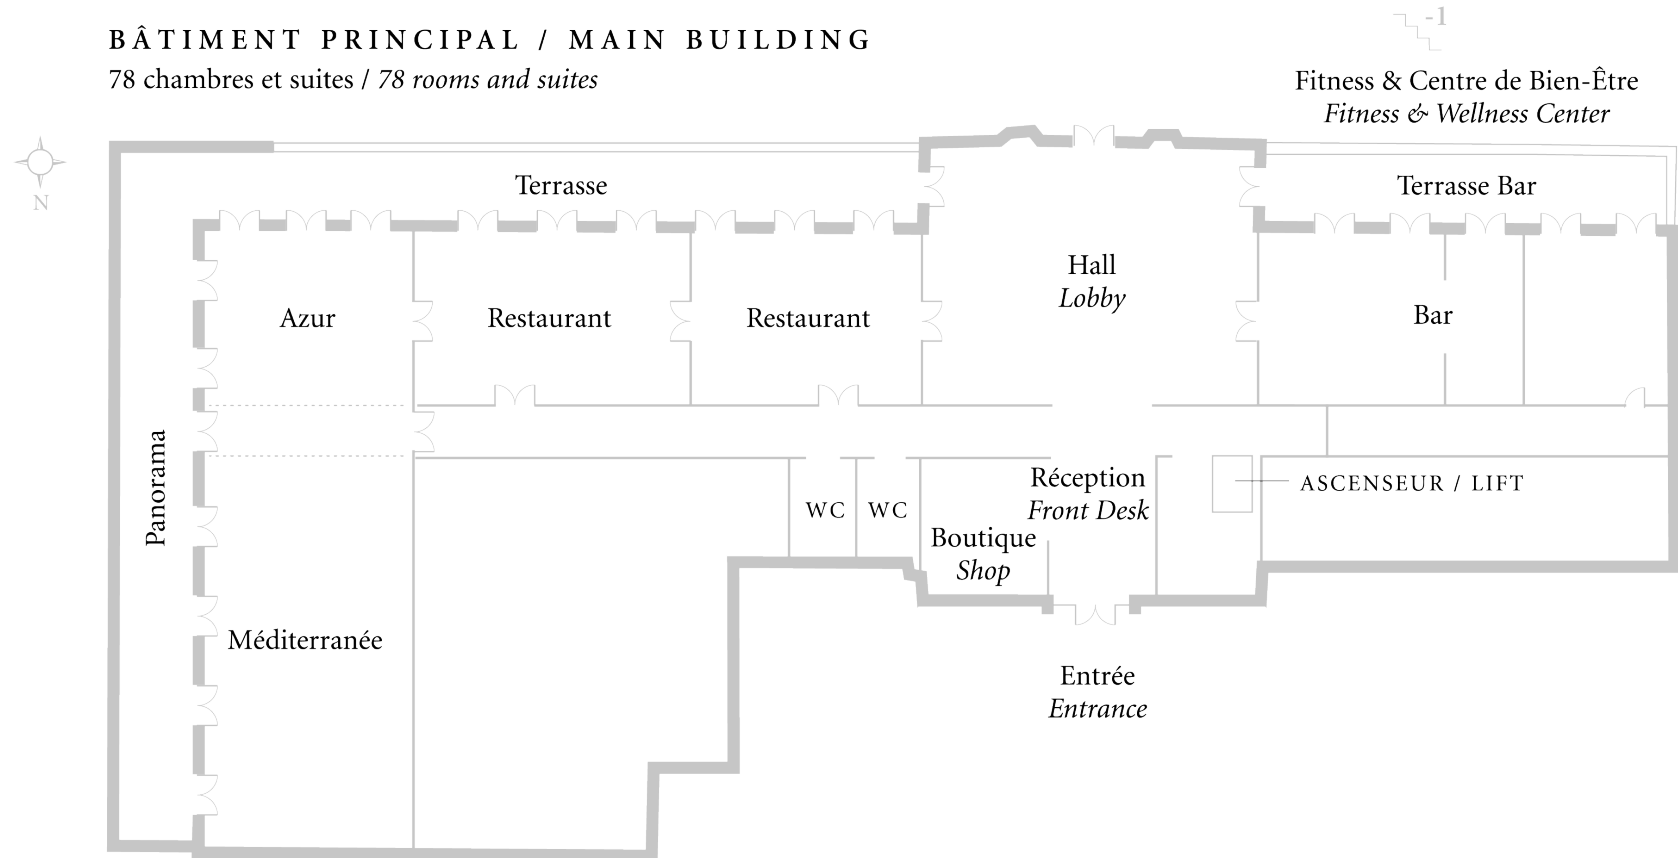 BÂTIMENT PRINCIPAL / MAIN BUILDING
78 chambres et suites / 78 rooms and suites
-1
Fitness & Centre de Bien-Être
Fitness & Wellness Center
N
Terrasse
Terrasse Bar
Hall
Lobby
Azur
Restaurant
Restaurant
Bar
Panorama
Réception
Front Desk
ASCENSEUR / LIFT
WC
WC
Boutique
Shop
Méditerranée
Entrée
Entrance